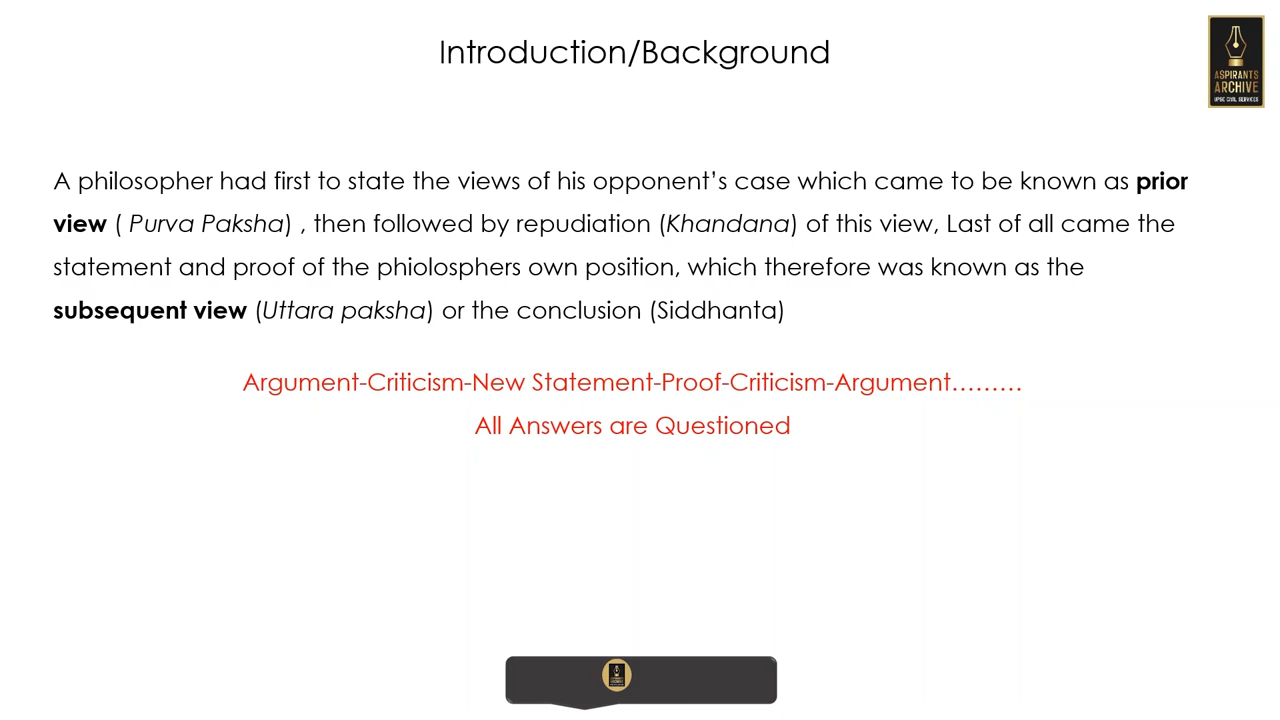 Introduction/Background
ASPIRANTS
ARCHIVE
UPSC CIVIL SERVICES
A philosopher had first to state the views of his opponent’s case which came to be known as prior
view ( Purva Paksha) , then followed by repudiation (Khandana) of this view, Last of all came the
statement and proof of the phiolosphers own position, which therefore was known as the
subsequent view (Uttara paksha) or the conclusion (Siddhanta)
Argument-Criticism-New Statement-Proof-Criticism-Argument………
All Answers are Questioned